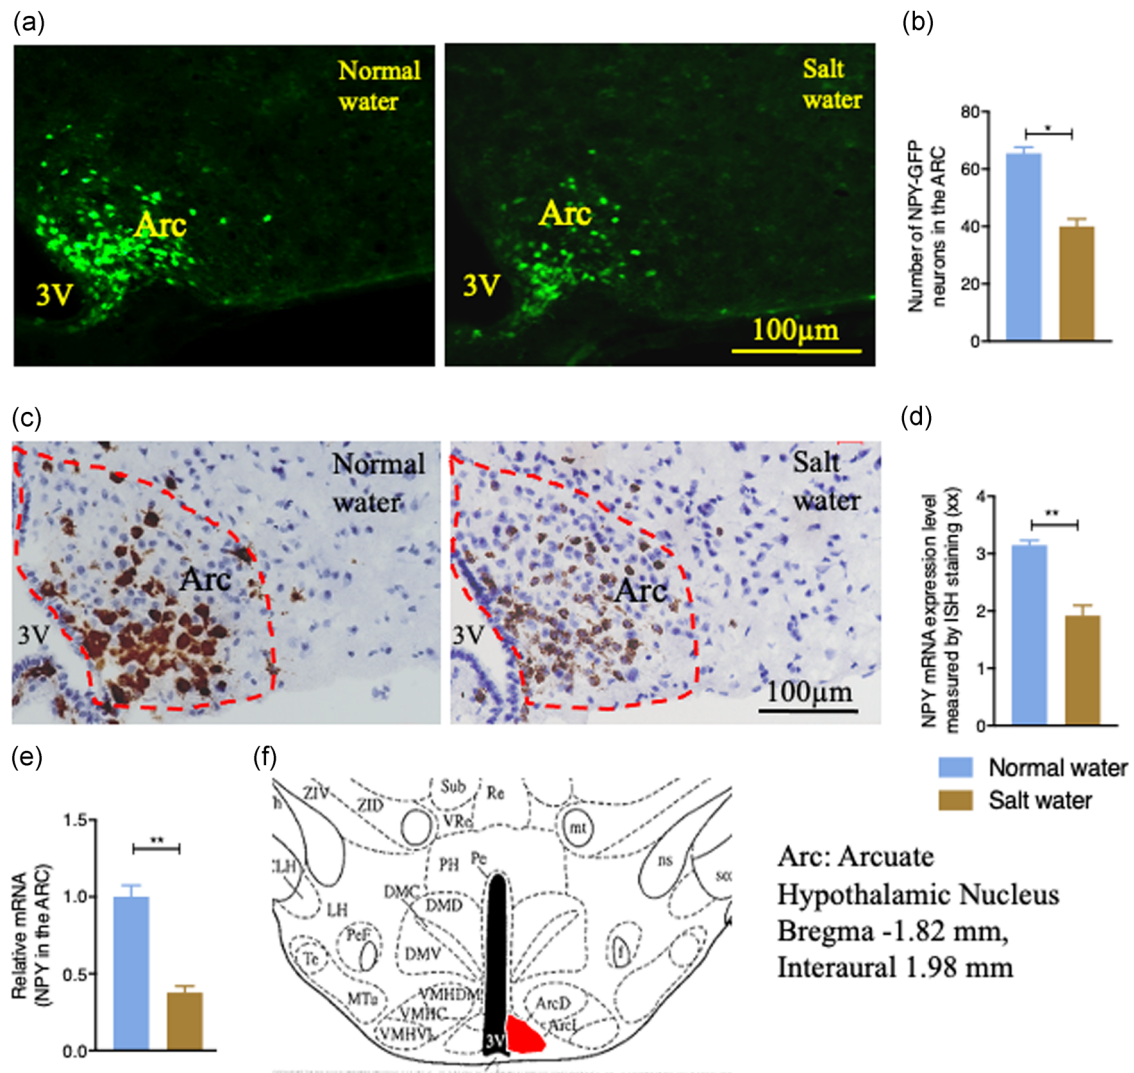 (a)
Normal
water
Arc
3V
Salt
water
Arc
3V
100µm
(b)
Number of NPY-GFP
neurons in the ARC
80
60
40
20
0
*
(c)
Normal
water
Arc
3V
Salt
water
Arc
3V
100µm
(d)
NPY mRNA expression level
measured by ISH staining (xx)
4
3
2
1
0
**
Normal water
Salt water
(e)
Relative mRNA
(NPY in the ARC)
1.5
1.0
0.5
0.0
**
(f)
ZIV
ZID
Sub
Re
VRe
mt
PH
Pe
ns
LH
DMC
DMD
PeF
DMV
f
Te
MTu
VMHDM
VMHC
VMHVL
ArcD
ArcL
3V
Arc: Arcuate
Hypothalamic Nucleus
Bregma -1.82 mm,
Interaural 1.98 mm